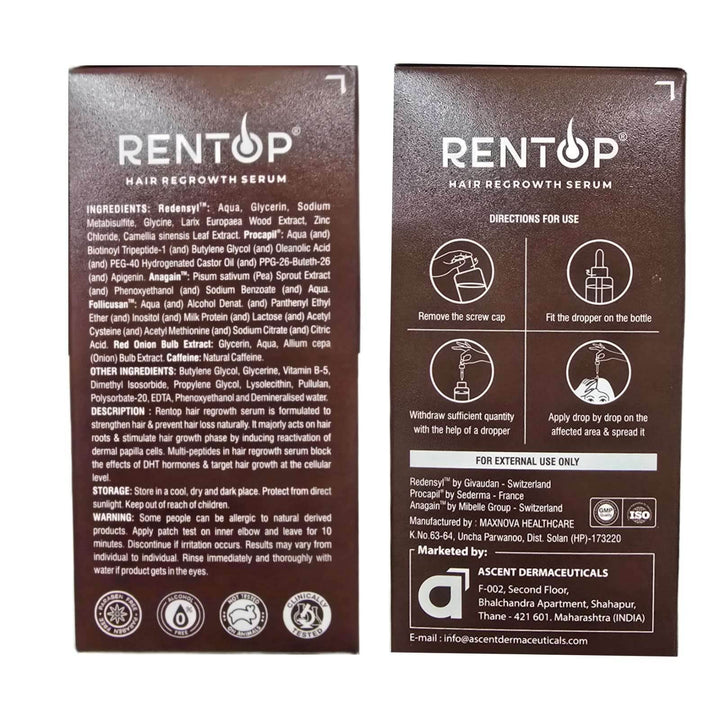 RENTOP®
HAIR REGROWTH SERUM
INGREDIENTS: Redensyl™: Aqua, Glycerin, Sodium
Metabisulfite, Glycine, Larix Europaea Wood Extract, Zinc
Chloride, Camellia sinensis Leaf Extract. Procapil®: Aqua (and)
Biotinoyl Tripeptide-1 (and) Butylene Glycol (and) Oleanolic Acid
(and) PEG-40 Hydrogenated Castor Oil (and) PPG-26-Buteth-26
(and) Apigenin. Anagain™: Pisum sativum (Pea) Sprout Extract
(and) Phenoxyethanol (and) Sodium Benzoate (and) Aqua.
Follicusan™: Aqua (and) Alcohol Denat. (and) Panthenyl Ethyl
Ether (and) Inositol (and) Milk Protein (and) Lactose (and) Acetyl
Cysteine (and) Acetyl Methionine (and) Sodium Citrate (and) Citric
Acid. Red Onion Bulb Extract: Glycerin, Aqua, Allium cepa
(Onion) Bulb Extract. Caffeine: Natural Caffeine.
OTHER INGREDIENTS: Butylene Glycol, Glycerine, Vitamin B-5,
Dimethyl Isosorbide, Propylene Glycol, Lysolecithin, Pullulan,
Polysorbate-20, EDTA, Phenoxyethanol and Demineralised water.
DESCRIPTION : Rentop hair regrowth serum is formulated to
strengthen hair & prevent hair loss naturally. It majorly acts on hair
roots & stimulate hair growth phase by inducing reactivation of
dermal papilla cells. Multi-peptides in hair regrowth serum block
the effects of DHT hormones & target hair growth at the cellular
level.
STORAGE: Store in a cool, dry and dark place. Protect from direct
sunlight. Keep out of reach of children.
WARNING: Some people can be allergic to natural derived
products. Apply patch test on inner elbow and leave for 10
minutes. Discontinue if irritation occurs. Results may vary from
individual to individual. Rinse immediately and thoroughly with
water if product gets in the eyes.
PARABEN FREE PARABEN FREE
ALCOHOL
0%
FREE
NOT TESTED
ON ANIMALS
CLINICALLY
TESTED
RENTOP®
HAIR REGROWTH SERUM
DIRECTIONS FOR USE
Remove the screw cap
Fit the dropper on the bottle
Withdraw sufficient quantity
with the help of a dropper
Apply drop by drop on the
affected area & spread it
FOR EXTERNAL USE ONLY
Redensyl™ by Givaudan - Switzerland
Procapil® by Sederma - France
Anagain™ by Mibelle Group - Switzerland
GMP
ISO
Manufactured by : MAXNOVA HEALTHCARE
K.No.63-64, Uncha Parwanoo, Dist. Solan (HP)-173220
Marketed by:
ASCENT DERMACEUTICALS
F-002, Second Floor,
Bhalchandra Apartment, Shahapur,
Thane - 421 601. Maharashtra (INDIA)
E-mail : info@ascentdermaceuticals.com